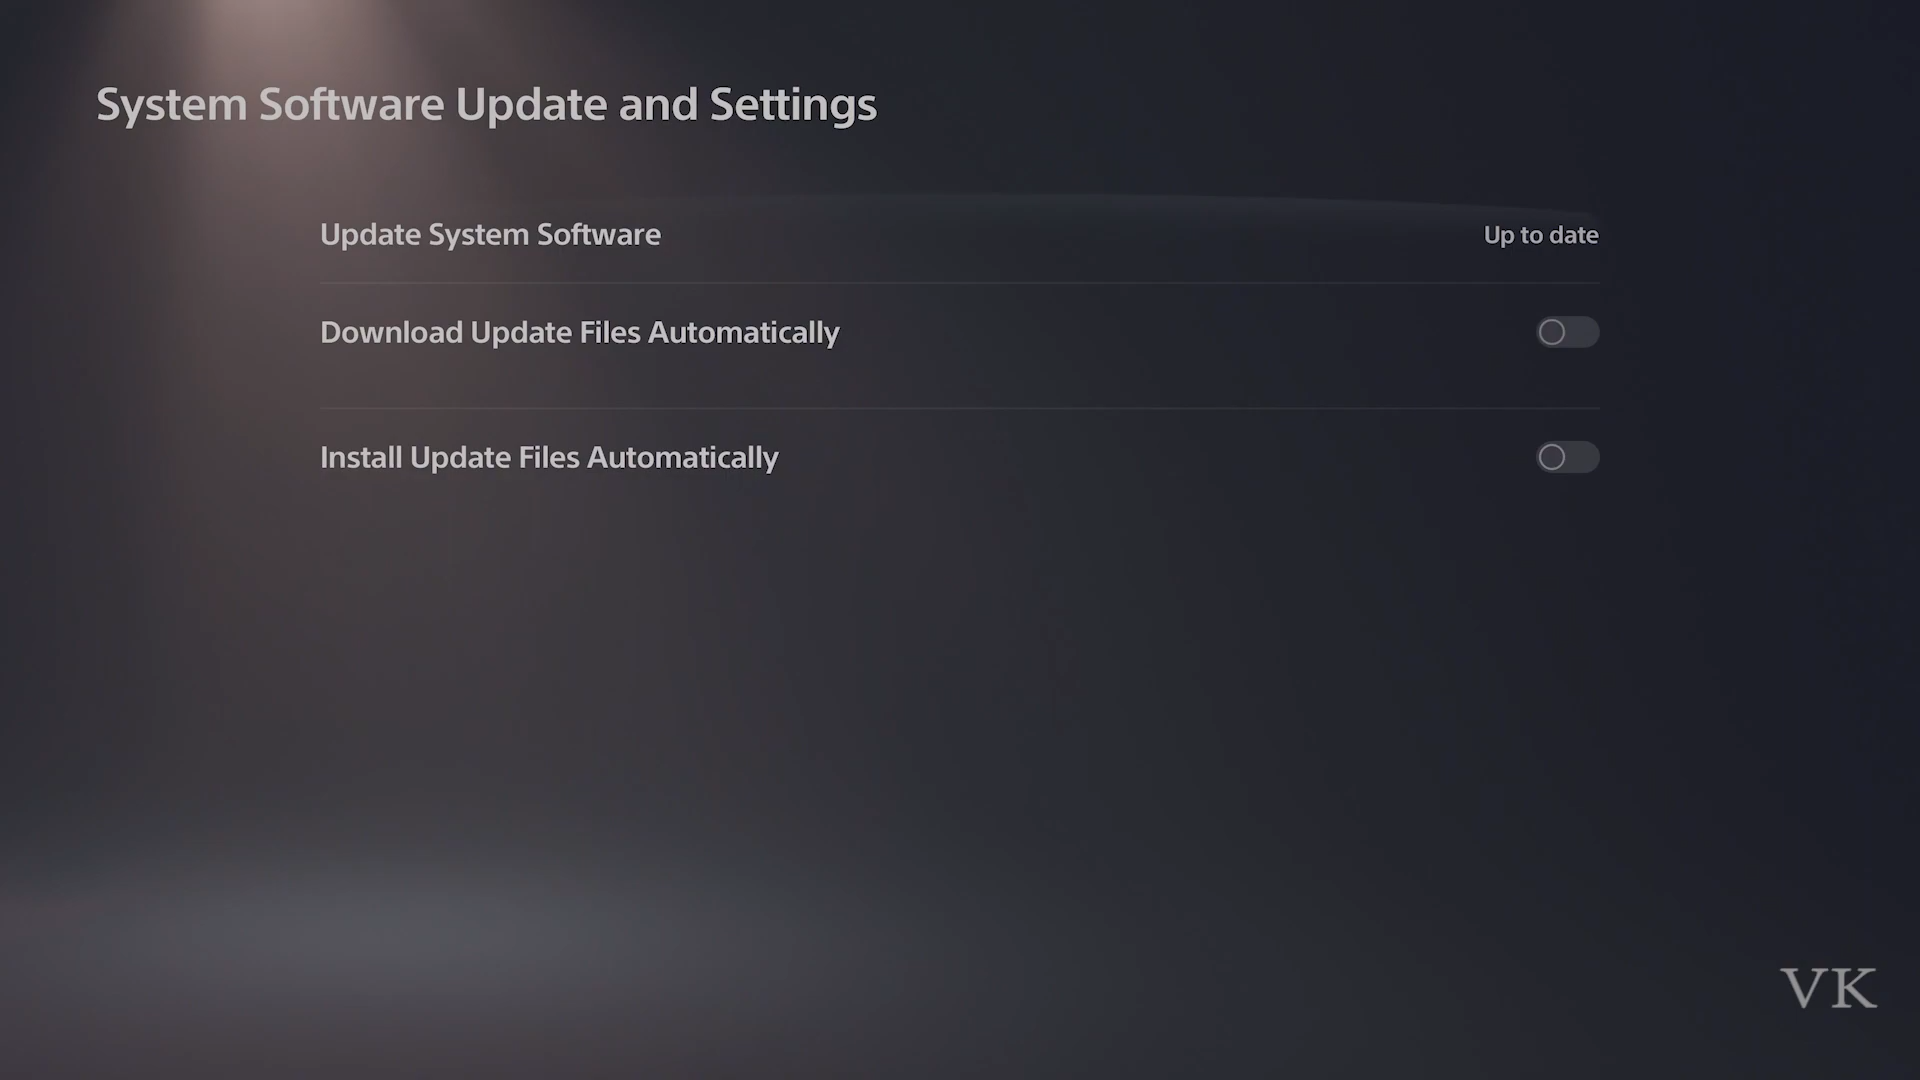 System Software Update and Settings
Update System Software Up to date
Download Update Files Automatically
Install Update Files Automatically
VK